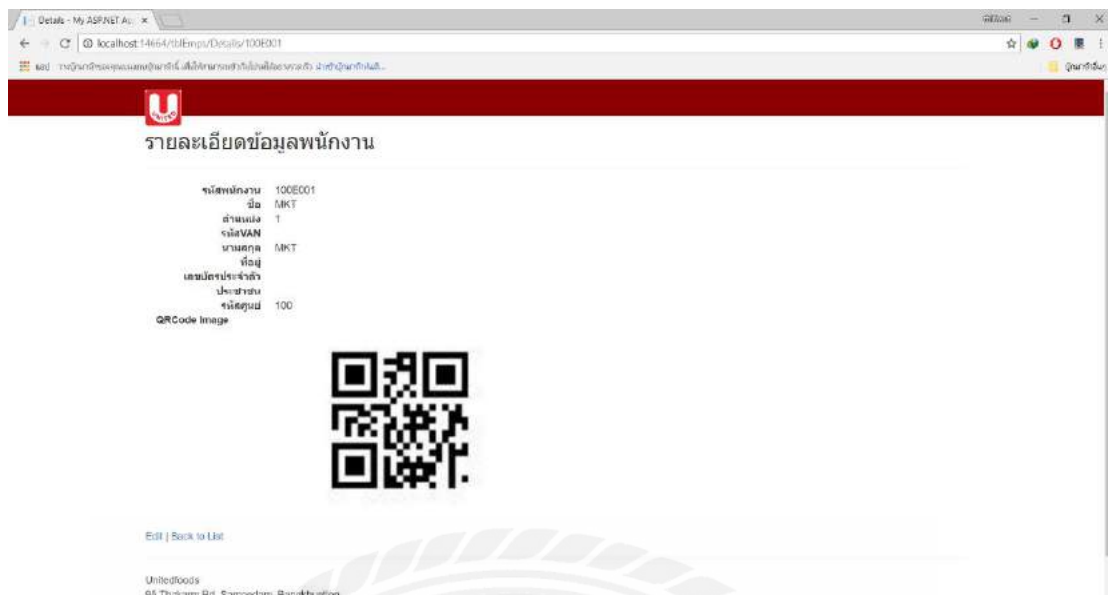 Details - My ASP.NET Ap
localhost:14664/tblEmps/Details/100E001
แอป
UNITED
รายละเอียดข้อมูลพนักงาน
รหัสพนักงาน 100E001
ชื่อ MKT
ตำแหน่ง 1
รหัสVAN
นามสกุล MKT
ที่อยู่
เลขบัตรประจำตัว
ประชาชน
รหัสศูนย์ 100
QRCode Image
Edit | Back to List
Unitedfoods